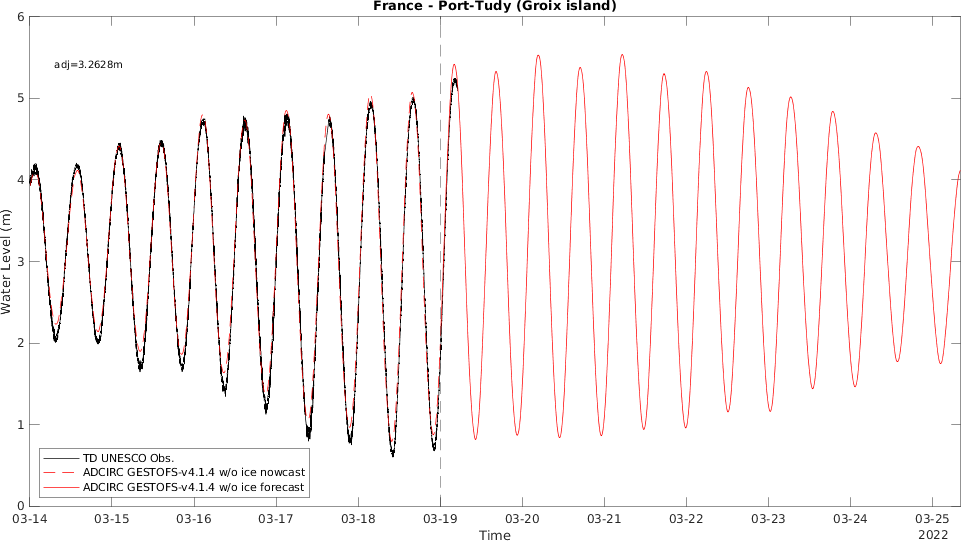 France - Port-Tudy (Groix island)
adj=3.2628m
Water Level (m)
6
5
4
3
2
1
0
TD UNESCO Obs.
ADCIRC GESTOFS-v4.1.4 w/o ice nowcast
ADCIRC GESTOFS-v4.1.4 w/o ice forecast
03-14 03-15 03-16 03-17 03-18 03-19 03-20 03-21 03-22 03-23 03-24 03-25
Time
2022